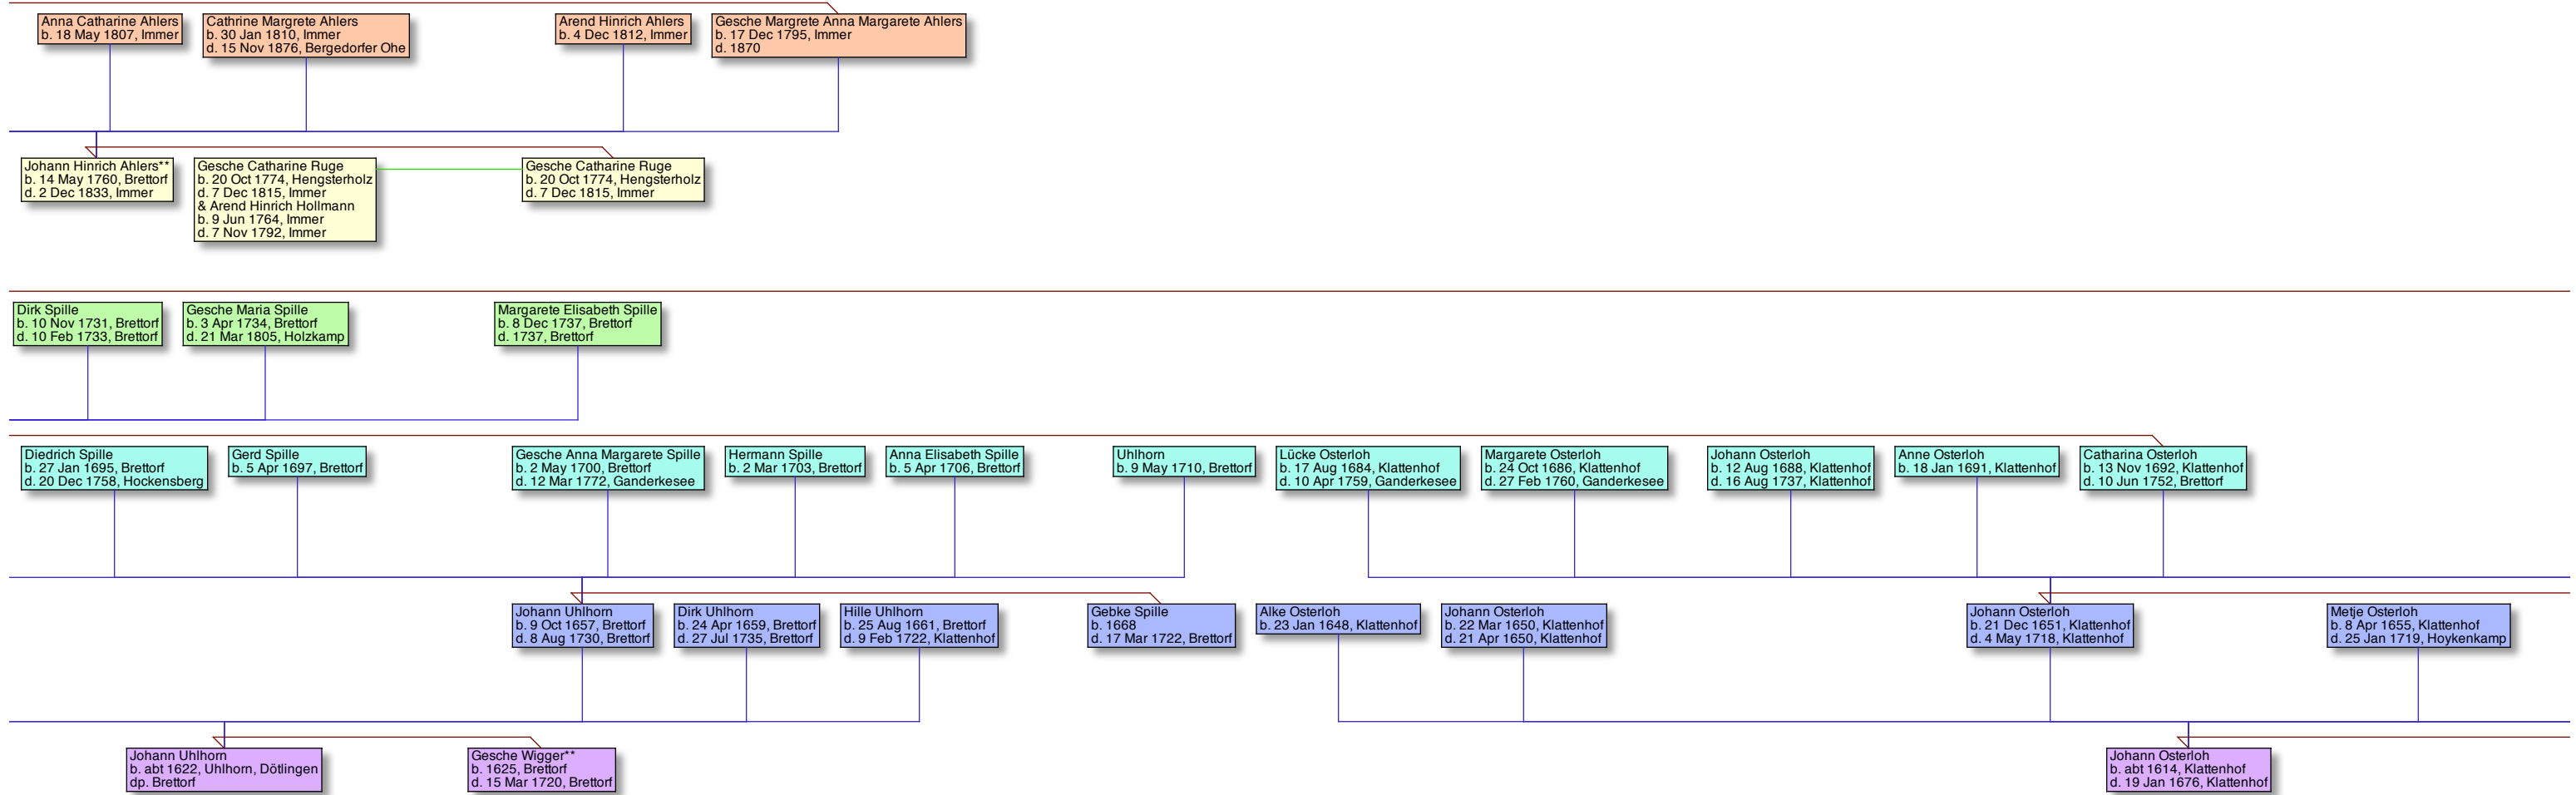 Anna Catharine Ahlers
b. 18 May 1807, Immer
Cathrine Margrete Ahlers
b. 30 Jan 1810, Immer
d. 15 Nov 1876, Bergedorfer Ohe
Arend Hinrich Ahlers
b. 4 Dec 1812, Immer
Gesche Margrete Anna Margarete Ahlers
b. 17 Dec 1795, Immer
d. 1870
Johann Hinrich Ahlers**
b. 14 May 1760, Brettorf
d. 2 Dec 1833, Immer
Gesche Catharine Ruge
b. 20 Oct 1774, Hengsterholz
d. 7 Dec 1815, Immer
& Arend Hinrich Hollmann
b. 9 Jun 1764, Immer
d. 7 Nov 1792, Immer
Gesche Catharine Ruge
b. 20 Oct 1774, Hengsterholz
d. 7 Dec 1815, Immer
Dirk Spille
b. 10 Nov 1731, Brettorf
d. 10 Feb 1733, Brettorf
Gesche Maria Spille
b. 3 Apr 1734, Brettorf
d. 21 Mar 1805, Holzkamp
Margarete Elisabeth Spille
b. 8 Dec 1737, Brettorf
d. 1737, Brettorf
Diedrich Spille
b. 27 Jan 1695, Brettorf
d. 20 Dec 1758, Hockensberg
Gerd Spille
b. 5 Apr 1697, Brettorf
Gesche Anna Margarete Spille
b. 2 May 1700, Brettorf
d. 12 Mar 1772, Ganderkesee
Hermann Spille
b. 2 Mar 1703, Brettorf
Anna Elisabeth Spille
b. 5 Apr 1706, Brettorf
Uhlhorn
b. 9 May 1710, Brettorf
Lücke Osterloh
b. 17 Aug 1684, Klattenhof
d. 10 Apr 1759, Ganderkesee
Margarete Osterloh
b. 24 Oct 1686, Klattenhof
d. 27 Feb 1760, Ganderkesee
Johann Osterloh
b. 12 Aug 1688, Klattenhof
d. 16 Aug 1737, Klattenhof
Anne Osterloh
b. 18 Jan 1691, Klattenhof
Catharina Osterloh
b. 13 Nov 1692, Klattenhof
d. 10 Jun 1752, Brettorf
Johann Uhlhorn
b. 9 Oct 1657, Brettorf
d. 8 Aug 1730, Brettorf
Dirk Uhlhorn
b. 24 Apr 1659, Brettorf
d. 27 Jul 1735, Brettorf
Hille Uhlhorn
b. 25 Aug 1661, Brettorf
d. 9 Feb 1722, Klattenhof
Gebke Spille
b. 1668
d. 17 Mar 1722, Brettorf
Alke Osterloh
b. 23 Jan 1648, Klattenhof
Johann Osterloh
b. 22 Mar 1650, Klattenhof
d. 21 Apr 1650, Klattenhof
Johann Osterloh
b. 21 Dec 1651, Klattenhof
d. 4 May 1718, Klattenhof
Metje Osterloh
b. 8 Apr 1655, Klattenhof
d. 25 Jan 1719, Hoykenkamp
Johann Uhlhorn
b. abt 1622, Uhlhorn, Dötlingen
dp. Brettorf
Gesche Wigger**
b. 1625, Brettorf
d. 15 Mar 1720, Brettorf
Johann Osterloh
b. abt 1614, Klattenhof
d. 19 Jan 1676, Klattenhof